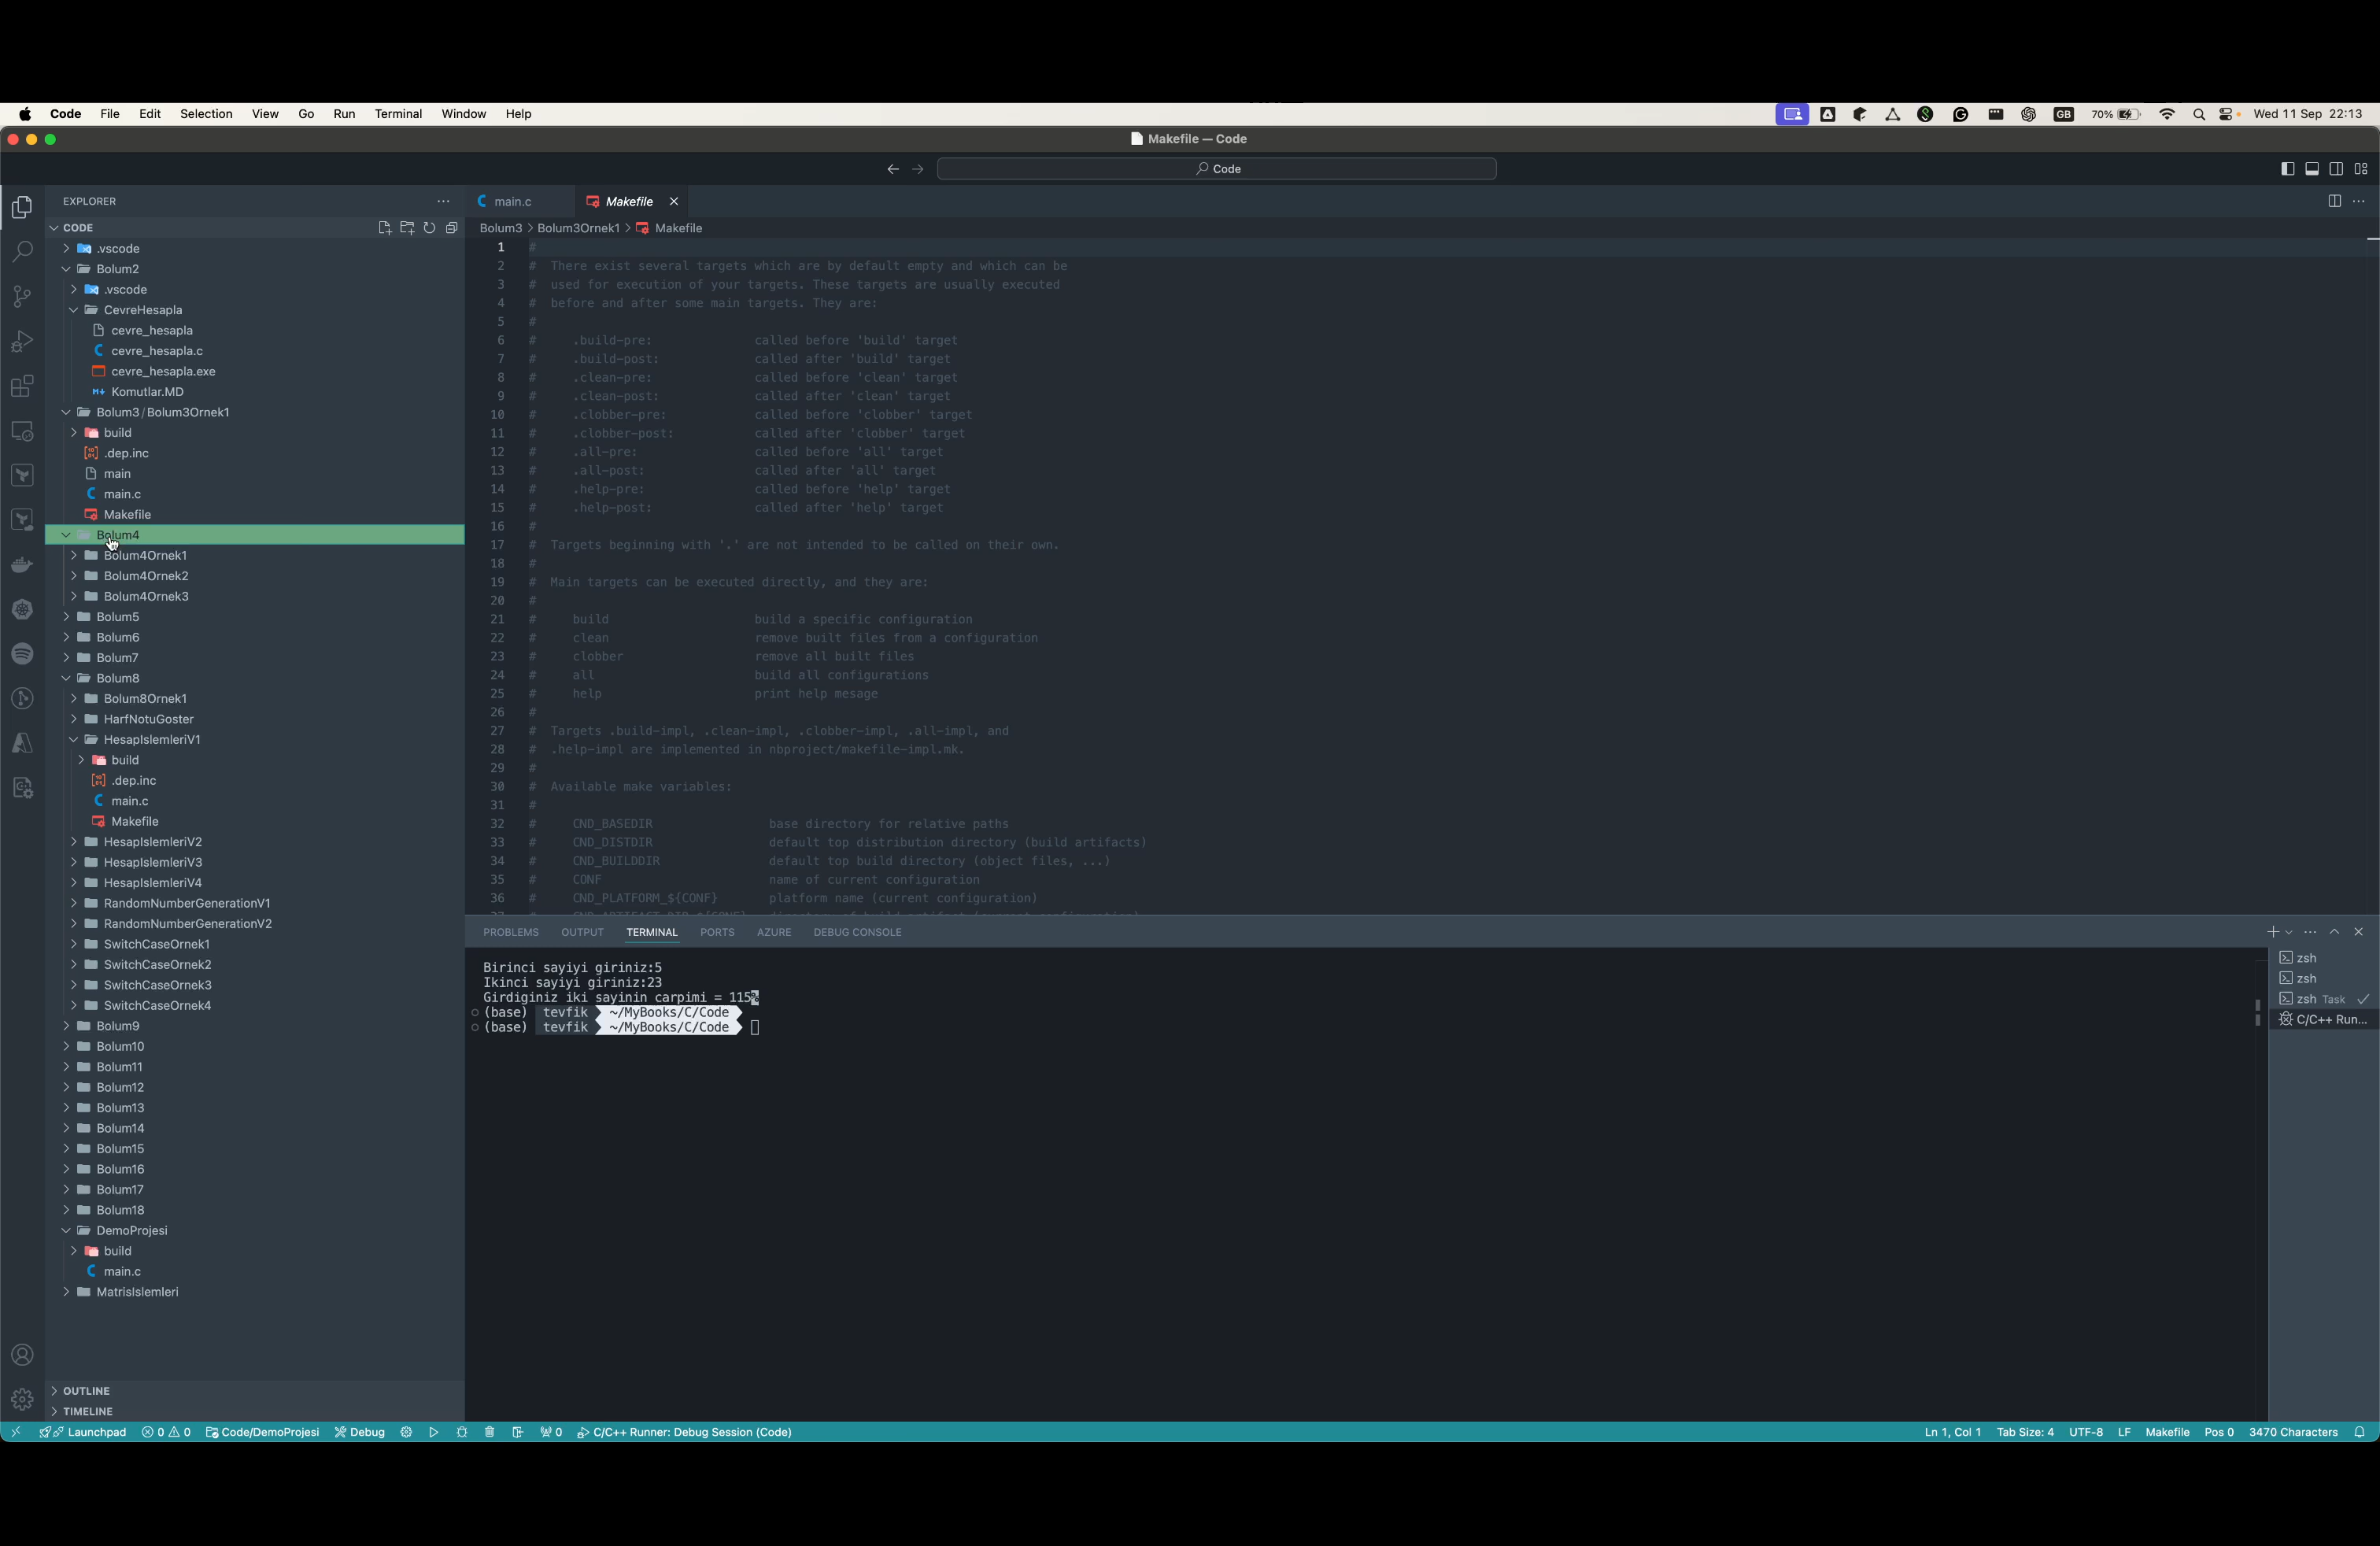 Code File Edit Selection View Go Run Terminal Window Help
GB 70% Wed 11 Sep 22:13
Makefile — Code
Code
EXPLORER
CODE
.vscode
Bolum2
.vscode
CevreHesapla
cevre_hesapla
cevre_hesapla.c
cevre_hesapla.exe
Komutlar.MD
Bolum3/Bolum3Ornek1
build
.dep.inc
main
main.c
Makefile
Bolum4
Bolum4Ornek1
Bolum4Ornek2
Bolum4Ornek3
Bolum5
Bolum6
Bolum7
Bolum8
Bolum8Ornek1
HarfNotuGoster
HesapIslemleriV1
build
.dep.inc
main.c
Makefile
HesapIslemleriV2
HesapIslemleriV3
HesapIslemleriV4
RandomNumberGenerationV1
RandomNumberGenerationV2
SwitchCaseOrnek1
SwitchCaseOrnek2
SwitchCaseOrnek3
SwitchCaseOrnek4
Bolum9
Bolum10
Bolum11
Bolum12
Bolum13
Bolum14
Bolum15
Bolum16
Bolum17
Bolum18
DemoProjesi
build
main.c
MatrisIslemleri
OUTLINE
TIMELINE
main.c Makefile
Bolum3 > Bolum3Ornek1 > Makefile
1 #
2 # There exist several targets which are by default empty and which can be
3 # used for execution of your targets. These targets are usually executed
4 # before and after some main targets. They are:
5 #
6 # .build-pre: called before 'build' target
7 # .build-post: called after 'build' target
8 # .clean-pre: called before 'clean' target
9 # .clean-post: called after 'clean' target
10 # .clobber-pre: called before 'clobber' target
11 # .clobber-post: called after 'clobber' target
12 # .all-pre: called before 'all' target
13 # .all-post: called after 'all' target
14 # .help-pre: called before 'help' target
15 # .help-post: called after 'help' target
16 #
17 # Targets beginning with '.' are not intended to be called on their own.
18 #
19 # Main targets can be executed directly, and they are:
20 #
21 # build build a specific configuration
22 # clean remove built files from a configuration
23 # clobber remove all built files
24 # all build all configurations
25 # help print help mesage
26 #
27 # Targets .build-impl, .clean-impl, .clobber-impl, .all-impl, and
28 # .help-impl are implemented in nbproject/makefile-impl.mk.
29 #
30 # Available make variables:
31 #
32 # CND_BASEDIR base directory for relative paths
33 # CND_DISTDIR default top distribution directory (build artifacts)
34 # CND_BUILDDIR default top build directory (object files, ...)
35 # CONF name of current configuration
36 # CND_PLATFORM_${CONF} platform name (current configuration)
PROBLEMS OUTPUT TERMINAL PORTS AZURE DEBUG CONSOLE
Birinci sayiyi giriniz:5
Ikinci sayiyi giriniz:23
Girdiginiz iki sayinin carpimi = 115%
(base) tevfik ~/MyBooks/C/Code
(base) tevfik ~/MyBooks/C/Code
zsh
zsh
zsh Task
C/C++ Run...
Launchpad 0 0 Code/DemoProjesi Debug 0 C/C++ Runner: Debug Session (Code)
Ln 1, Col 1 Tab Size: 4 UTF-8 LF Makefile Pos 0 3470 Characters